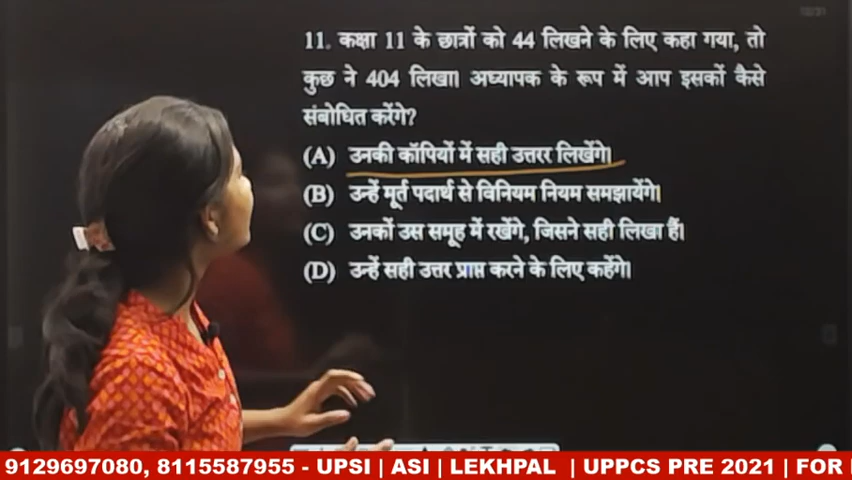 11. कक्षा 11 के छात्रों को 44 लिखने के लिए कहा गया, तो
कुछ ने 404 लिखा। अध्यापक के रूप में आप इसकों कैसे
संबोधित करेंगे?
(A) उनकी कॉपियों में सही उत्तरर लिखेंगे।
(B) उन्हें मूर्त पदार्थ से विनियम नियम समझायेंगे।
(C) उनकों उस समूह में रखेंगे, जिसने सही लिखा हैं।
(D) उन्हें सही उत्तर प्राप्त करने के लिए कहेंगे।
9129697080, 8115587955 - UPSI | ASI | LEKHPAL | UPPCS PRE 2021 | FOR